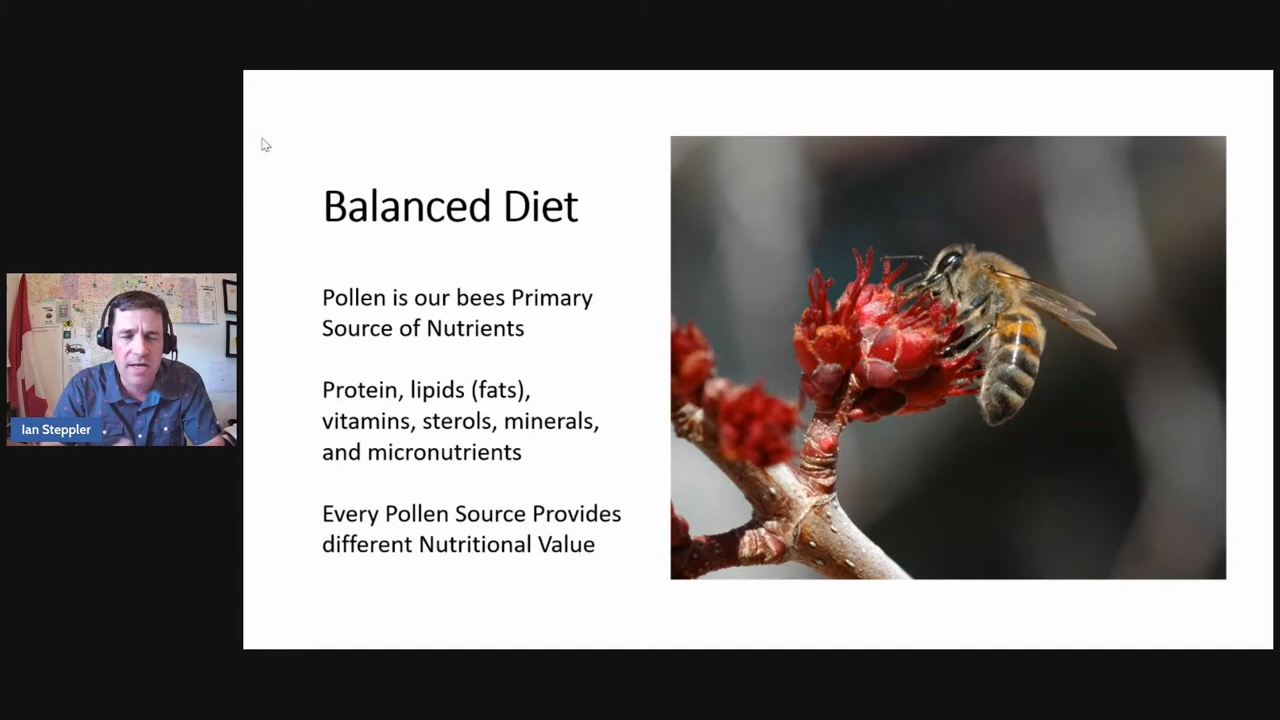 Balanced Diet
Pollen is our bees Primary
Source of Nutrients
Protein, lipids (fats),
vitamins, sterols, minerals,
and micronutrients
Every Pollen Source Provides
different Nutritional Value
Ian Steppler